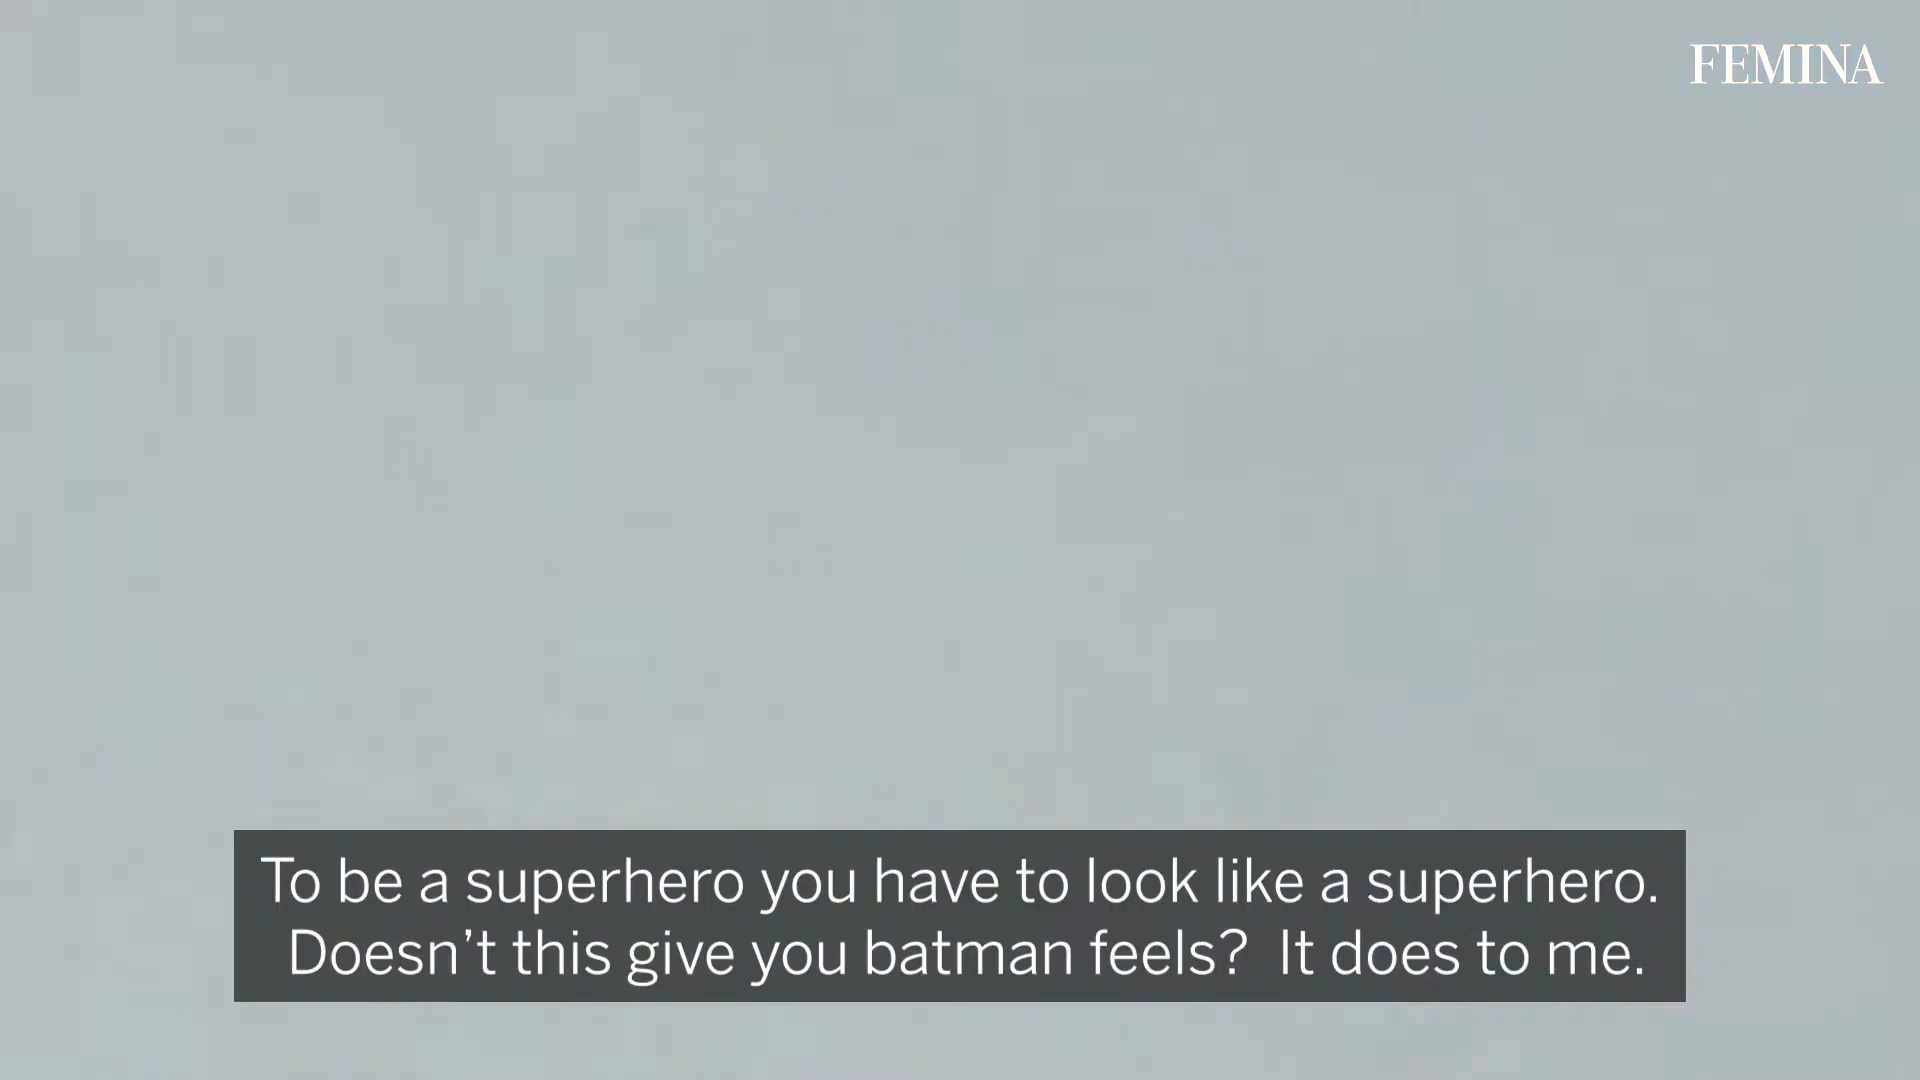 FEMINA
To be a superhero you have to look like a superhero.
Doesn't this give you batman feels?  It does to me.